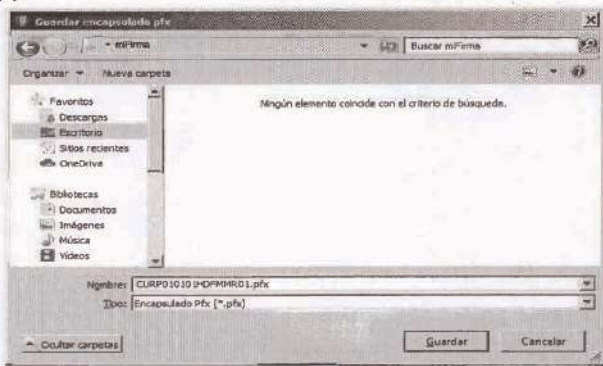 Guardar encapsulado pfx
mFirma
Buscar mFirma
Organizar
Nueva carpeta
Favoritos
Descargas
Escritorio
Sitios recientes
OneDrive
Bibliotecas
Documentos
Imágenes
Música
Vídeos
Ningún elemento coincide con el criterio de búsqueda.
Nombre:
Tipo: Encapsulado Pfx [*.pfx]
Ocultar carpetas
Guardar
Cancelar